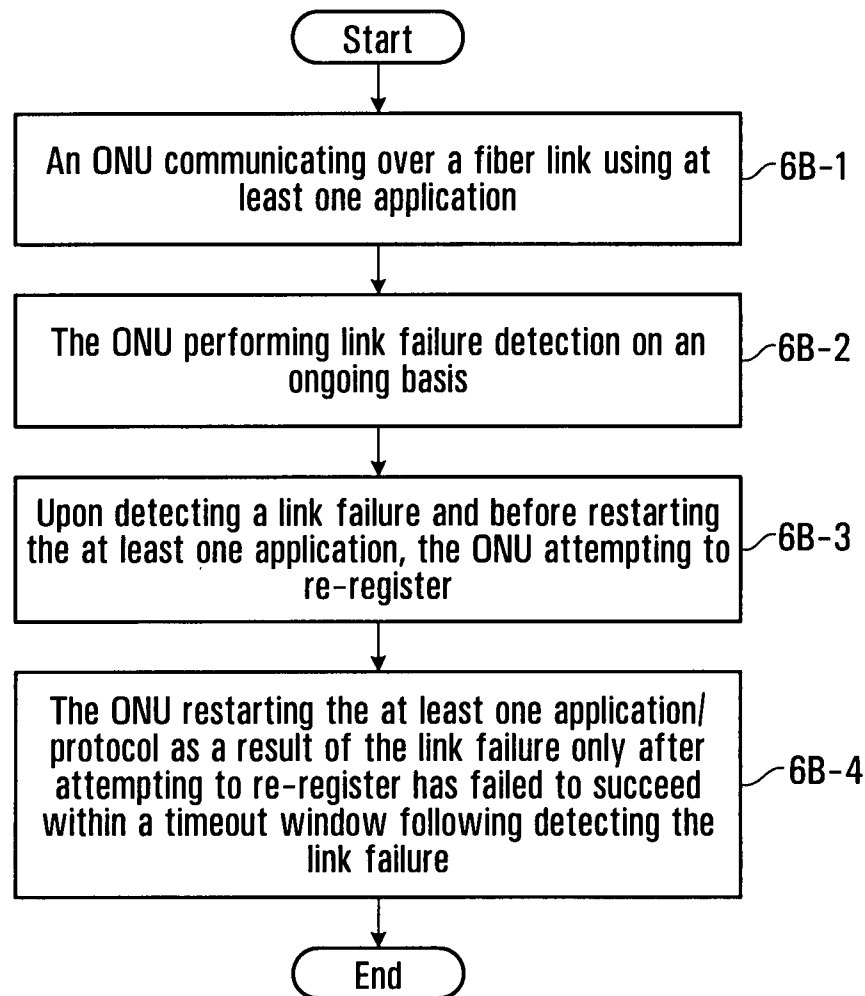 Start
An ONU communicating over a fiber link using at
least one application
6B-1
The ONU performing link failure detection on an
ongoing basis
6B-2
Upon detecting a link failure and before restarting
the at least one application, the ONU attempting to
re-register
6B-3
The ONU restarting the at least one application/
protocol as a result of the link failure only after
attempting to re-register has failed to succeed
within a timeout window following detecting the
link failure
6B-4
End